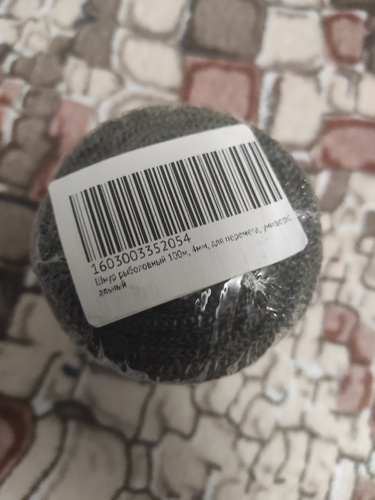 1603003352054
Шнур рыболовный 100м, 4мм, для перемета, универс
альный